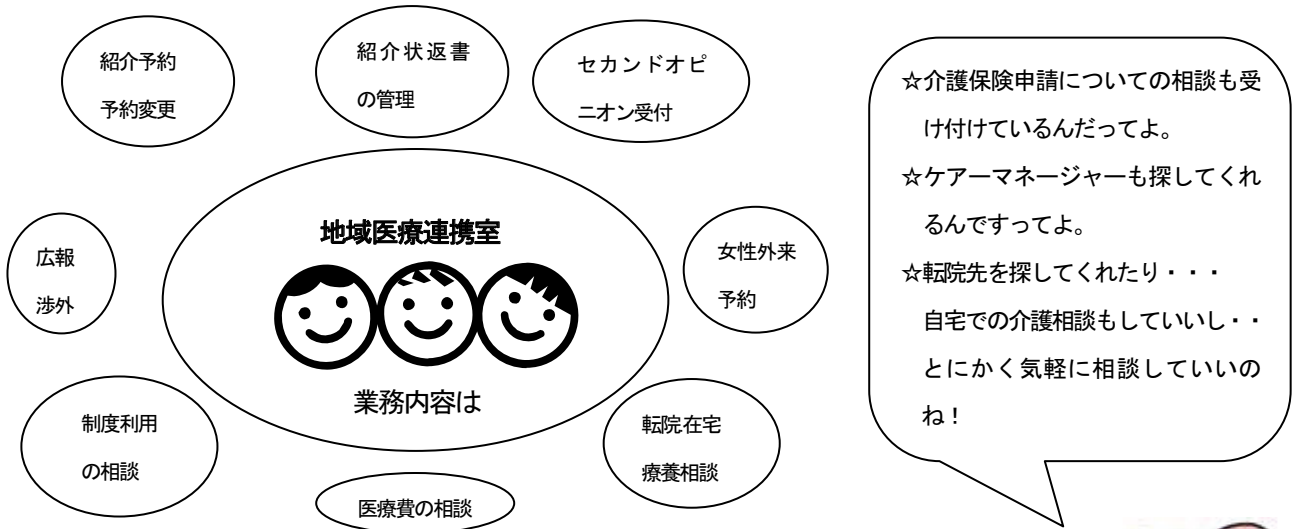 紹介予約
予約変更
紹介状返書
の管理
セカンドオピ
ニオン受付
広報
渉外
地域医療連携室
業務内容は
女性外来
予約
制度利用
の相談
医療費の相談
転院在宅
療養相談
☆介護保険申請についての相談も受
け付けているんだってよ。
☆ケアーマネージャーも探してくれ
るんですってよ。
☆転院先を探してくれたり・・・
自宅での介護相談もしていいし・・
とにかく気軽に相談していいの
ね！